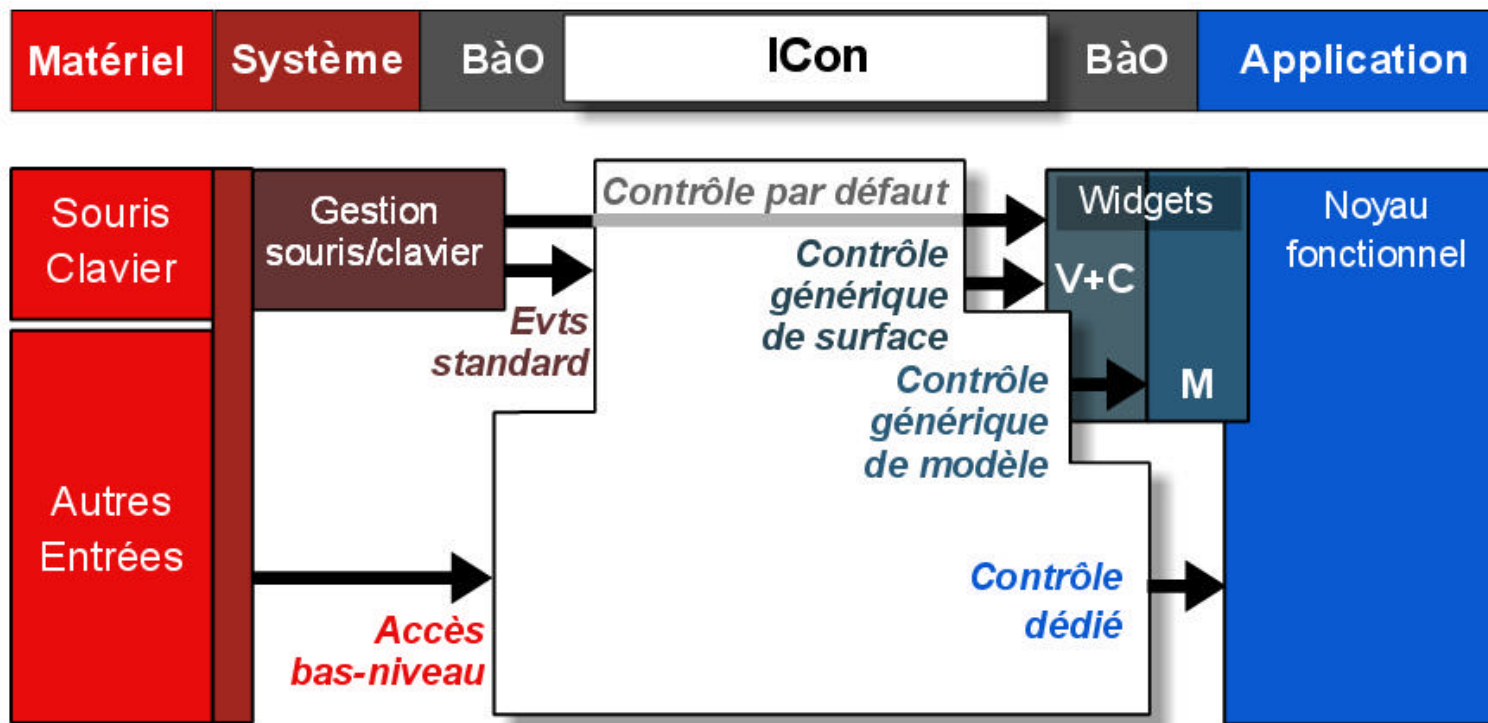 Matériel Système BàO ICon BàO Application
Souris
Clavier
Gestion
souris/clavier
Contrôle par défaut
Widgets
Noyau
fonctionnel
Evts
standard
Contrôle
générique
de surface
V+C
Contrôle
générique
de modèle
M
Autres
Entrées
Accès
bas-niveau
Contrôle
dédié